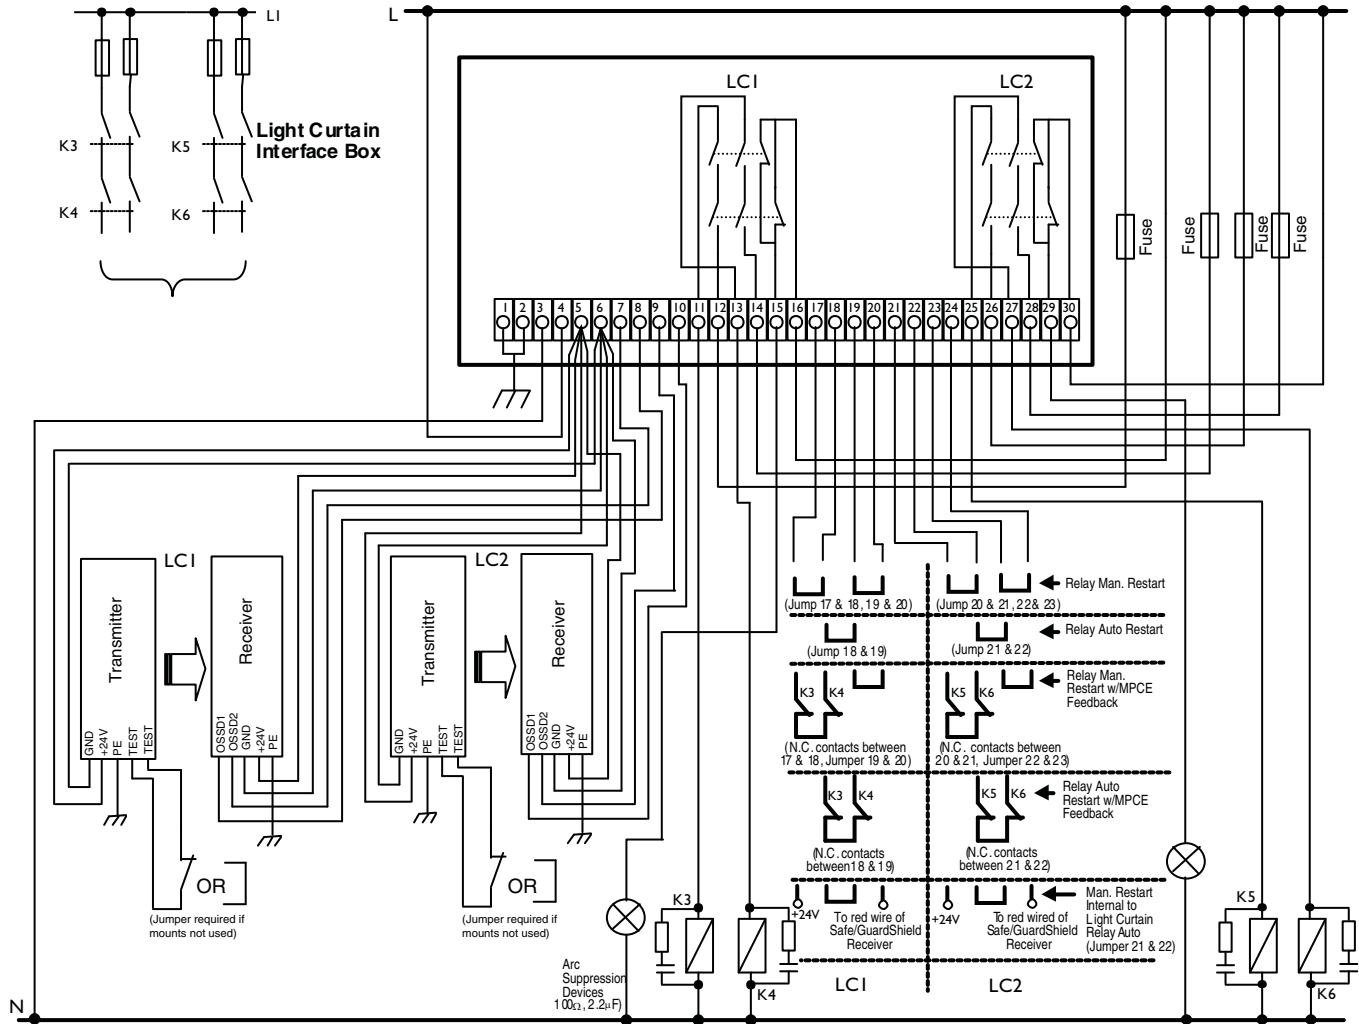 L1
L
LC1
LC2
K3
K5
Light Curtain
Interface Box
K4
K6
Fuse
Fuse
Fuse
Fuse
1 2 3 4 5 6 7 8 9 10 11 12 13 14 15 16 17 18 19 20 21 22 23 24 25 26 27 28 29 30
LC1
Transmitter
Receiver
GND
+24V
PE
TEST
TEST
OSSD1
OSSD2
GND
+24V
PE
OR
(Jumper required if
mounts not used)
LC2
Transmitter
Receiver
GND
+24V
PE
TEST
TEST
OSSD1
OSSD2
GND
+24V
PE
OR
(Jumper required if
mounts not used)
(Jump 17 & 18, 19 & 20)
(Jump 20 & 21, 22& 23)
Relay Man. Restart
(Jump 18 & 19)
(Jump 21 & 22)
Relay Auto Restart
K3
K4
K5
K6
Relay Man.
Restart w/MPCE
Feedback
(N.C. contacts between
17 & 18, Jumper 19 & 20)
(N.C. contacts between
20 & 21, Jumper 22 & 23)
K3
K4
K5
K6
Relay Auto
Restart w/MPCE
Feedback
(N.C. contacts
between18 & 19)
(N.C. contacts
between 21 & 22)
+24V
To red wire of
Safe/GuardShield
Receiver
+24V
To red wired of
Safe/GuardShield
Receiver
Man. Restart
Internal to
Light Curtain
Relay Auto
(Jumper 21 & 22)
LC1
LC2
K3
K4
K5
K6
Arc
Suppression
Devices
100Ω, 2.2µF)
N